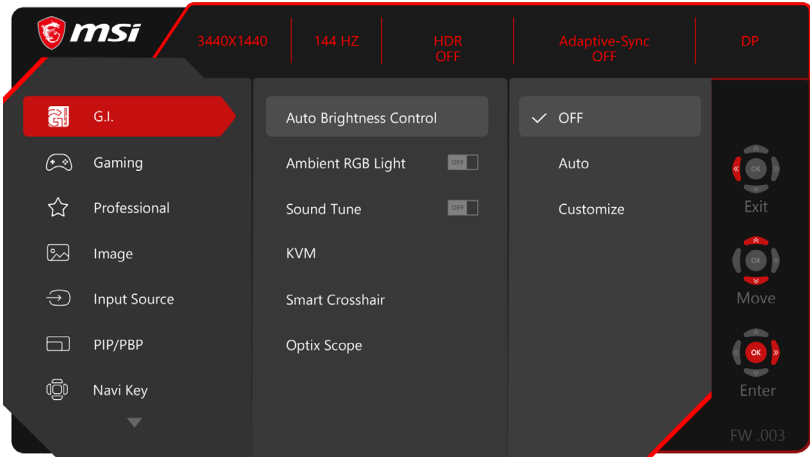 msi
3440X1440
144 HZ
HDR
OFF
Adaptive-Sync
OFF
DP
G.I.
Gaming
Professional
Image
Input Source
PIP/PBP
Navi Key
Auto Brightness Control
Ambient RGB Light
OFF
Sound Tune
OFF
KVM
Smart Crosshair
Optix Scope
OFF
Auto
Customize
OK
Exit
OK
Move
OK
Enter
FW .003